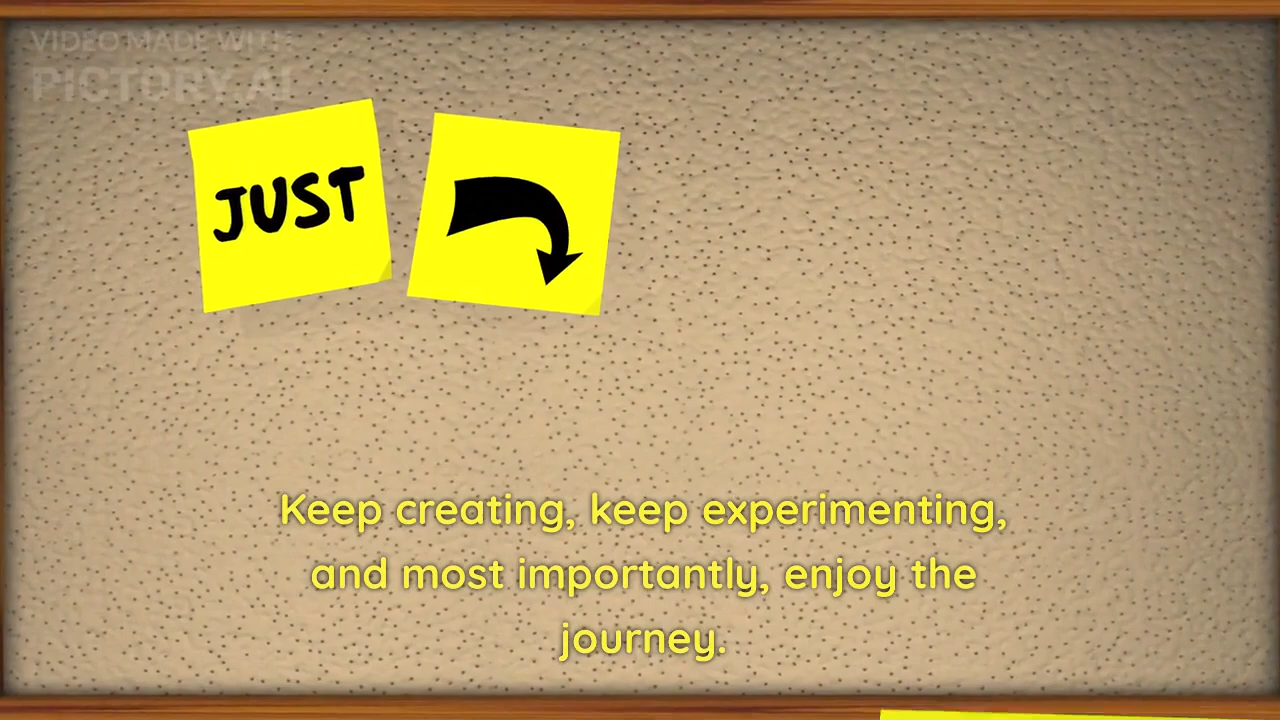 VIDEO MADE WITH
PICTORY.AI
JUST
Keep creating, keep experimenting,
and most importantly, enjoy the
journey.